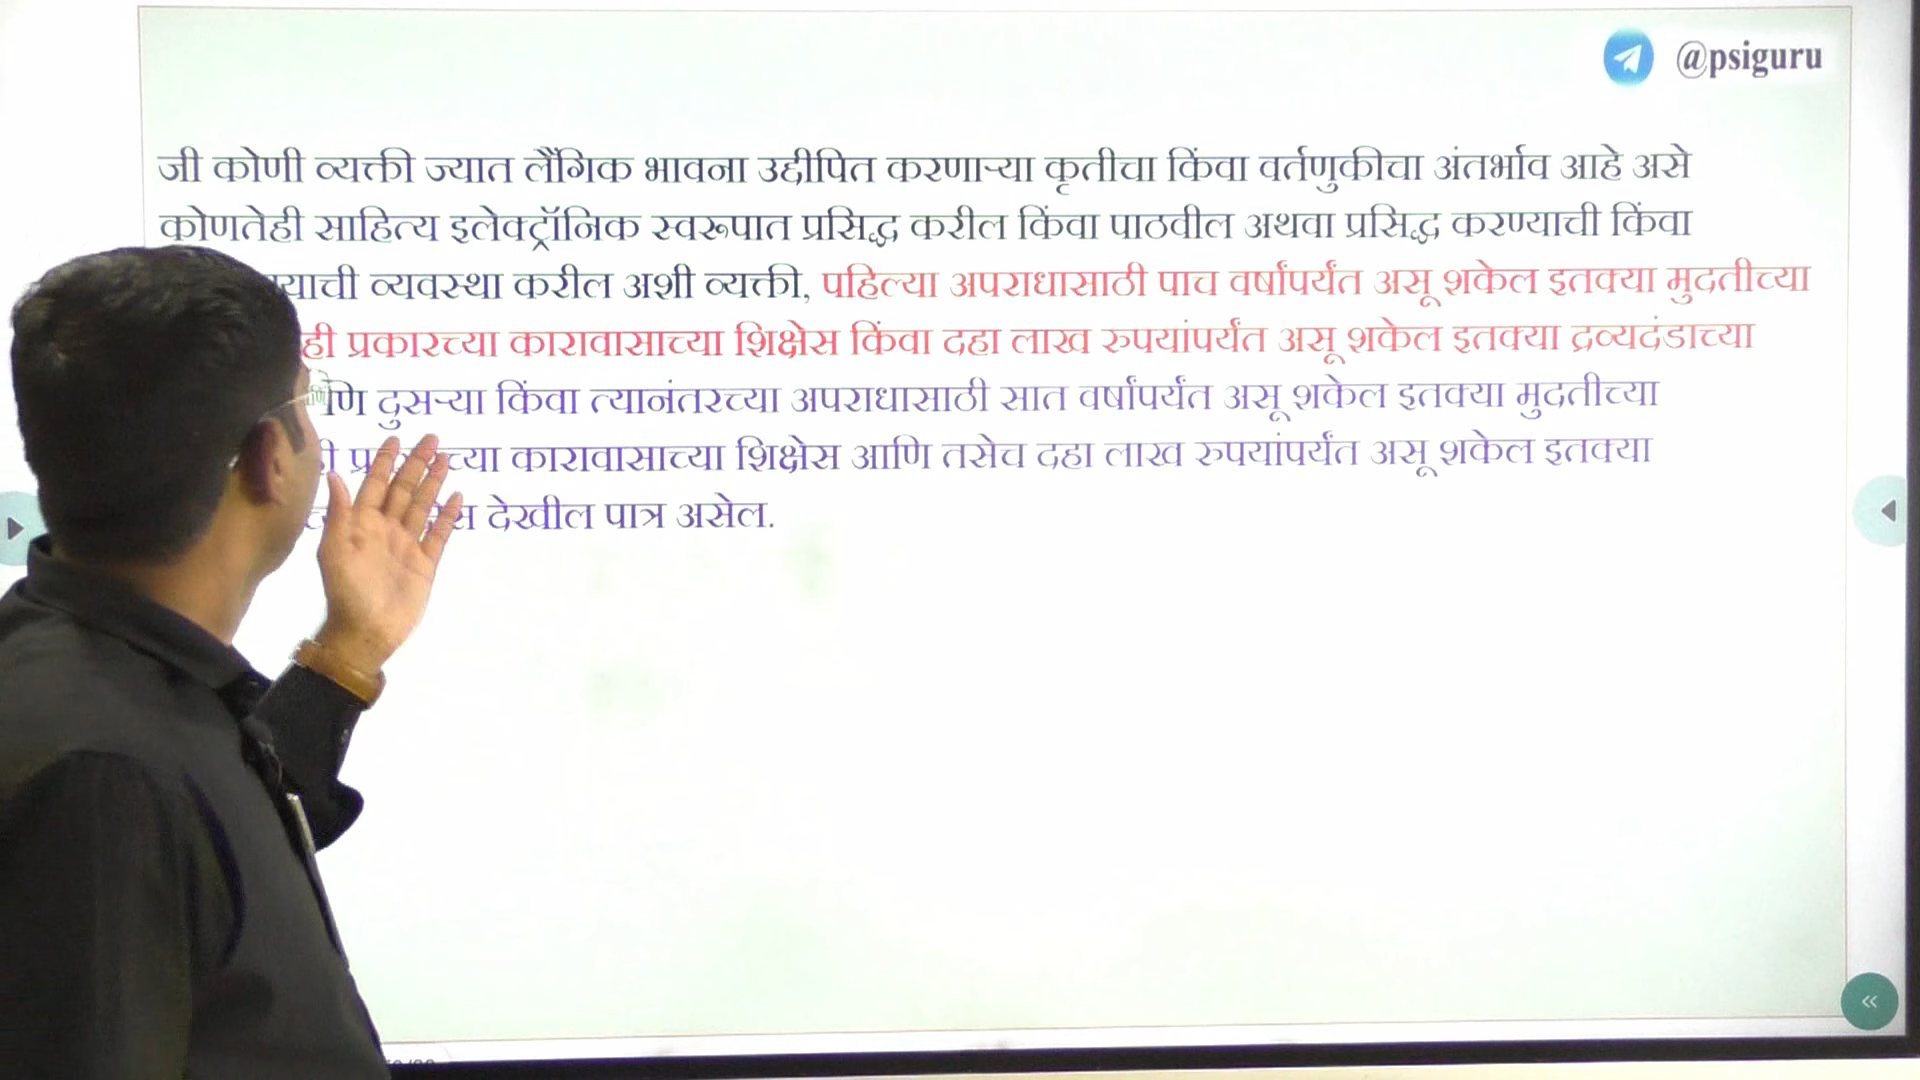 @psiguru
जी कोणी व्यक्ती ज्यात लैंगिक भावना उद्दीपित करणाऱ्या कृतीचा किंवा वर्तणुकीचा अंतर्भाव आहे असे
कोणतेही साहित्य इलेक्ट्रॉनिक स्वरूपात प्रसिद्ध करील किंवा पाठवील अथवा प्रसिद्ध करण्याची किंवा
व्यवस्था करील अशी व्यक्ती, पहिल्या अपराधासाठी पाच वर्षांपर्यंत असू शकेल इतक्या मुदतीच्या
प्रकारच्या कारावासाच्या शिक्षेस किंवा दहा लाख रुपयांपर्यंत असू शकेल इतक्या द्रव्यदंडाच्या
दुसऱ्या किंवा त्यानंतरच्या अपराधासाठी सात वर्षांपर्यंत असू शकेल इतक्या मुदतीच्या
कारावासाच्या शिक्षेस आणि तसेच दहा लाख रुपयांपर्यंत असू शकेल इतक्या
देखील पात्र असेल.